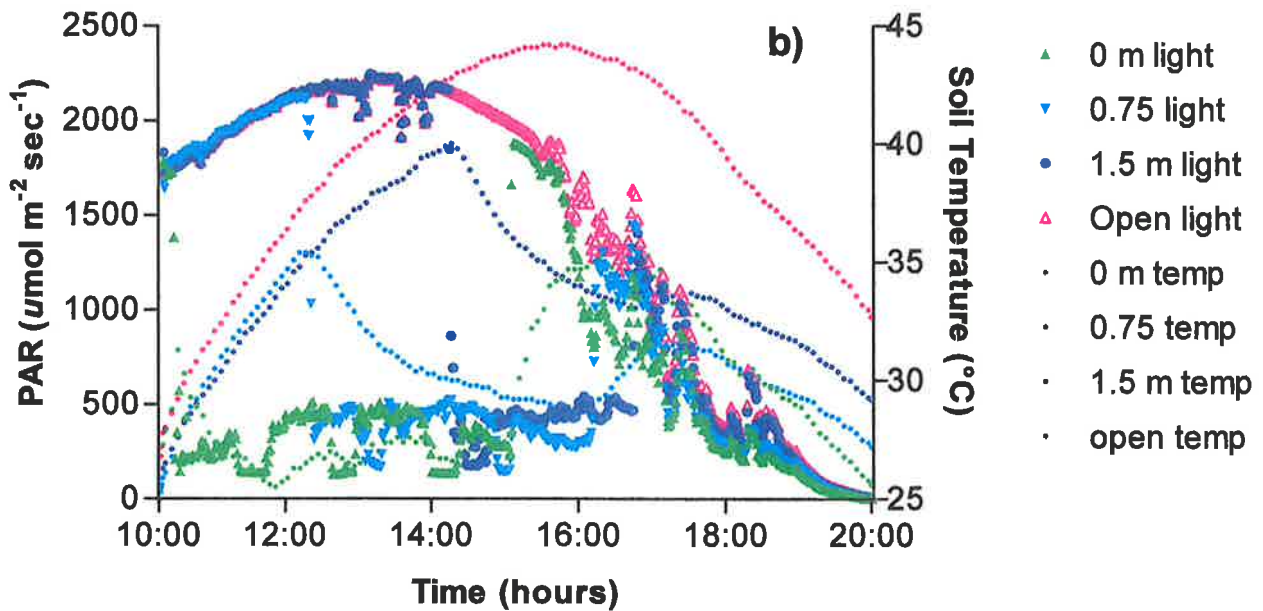 b)
PAR (umol m⁻² sec⁻¹)
2500
2000
1500
1000
500
0
Soil Temperature (°C)
45
40
35
30
25
10:00 12:00 14:00 16:00 18:00 20:00
Time (hours)
0 m light
0.75 light
1.5 m light
Open light
0 m temp
0.75 temp
1.5 m temp
open temp